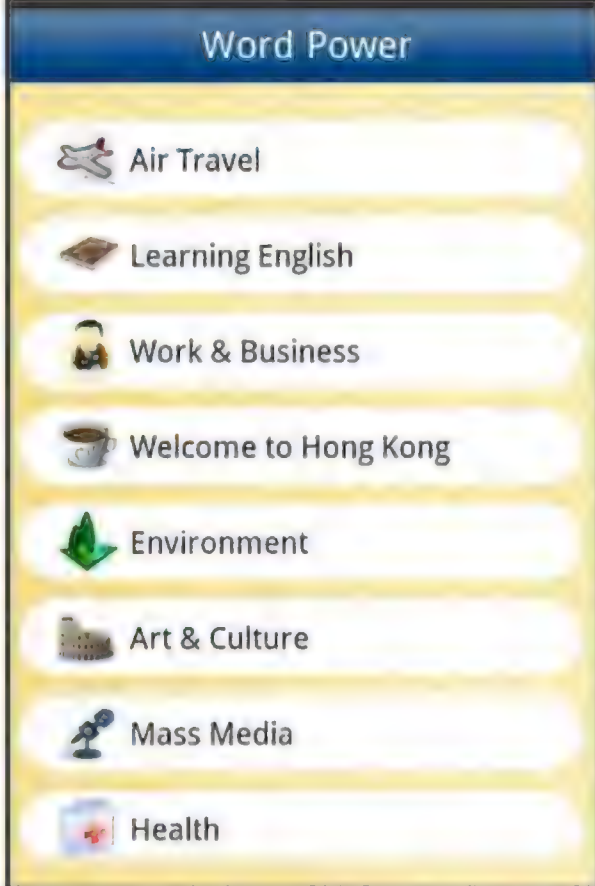 Word Power
Air Travel
Learning English
Work & Business
Welcome to Hong Kong
Environment
Art & Culture
Mass Media
Health